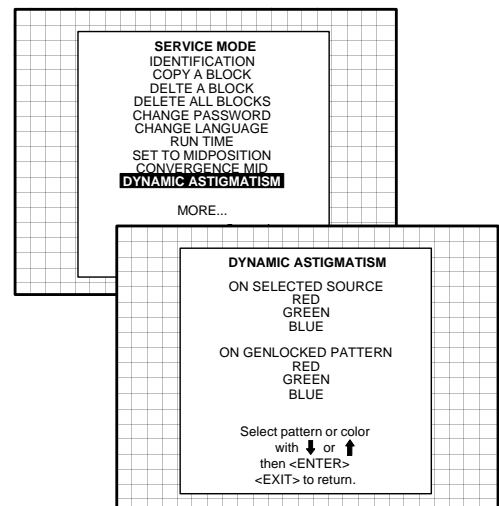 SERVICE MODE
IDENTIFICATION
COPY A BLOCK
DELTE A BLOCK
DELETE ALL BLOCKS
CHANGE PASSWORD
CHANGE LANGUAGE
RUN TIME
SET TO MIDPOSITION
CONVERGENCE MID
DYNAMIC ASTIGMATISM
MORE...
DYNAMIC ASTIGMATISM
ON SELECTED SOURCE
RED
GREEN
BLUE
ON GENLOCKED PATTERN
RED
GREEN
BLUE
Select pattern or color
with ⬇ or ⬆
then <ENTER>
<EXIT> to return.